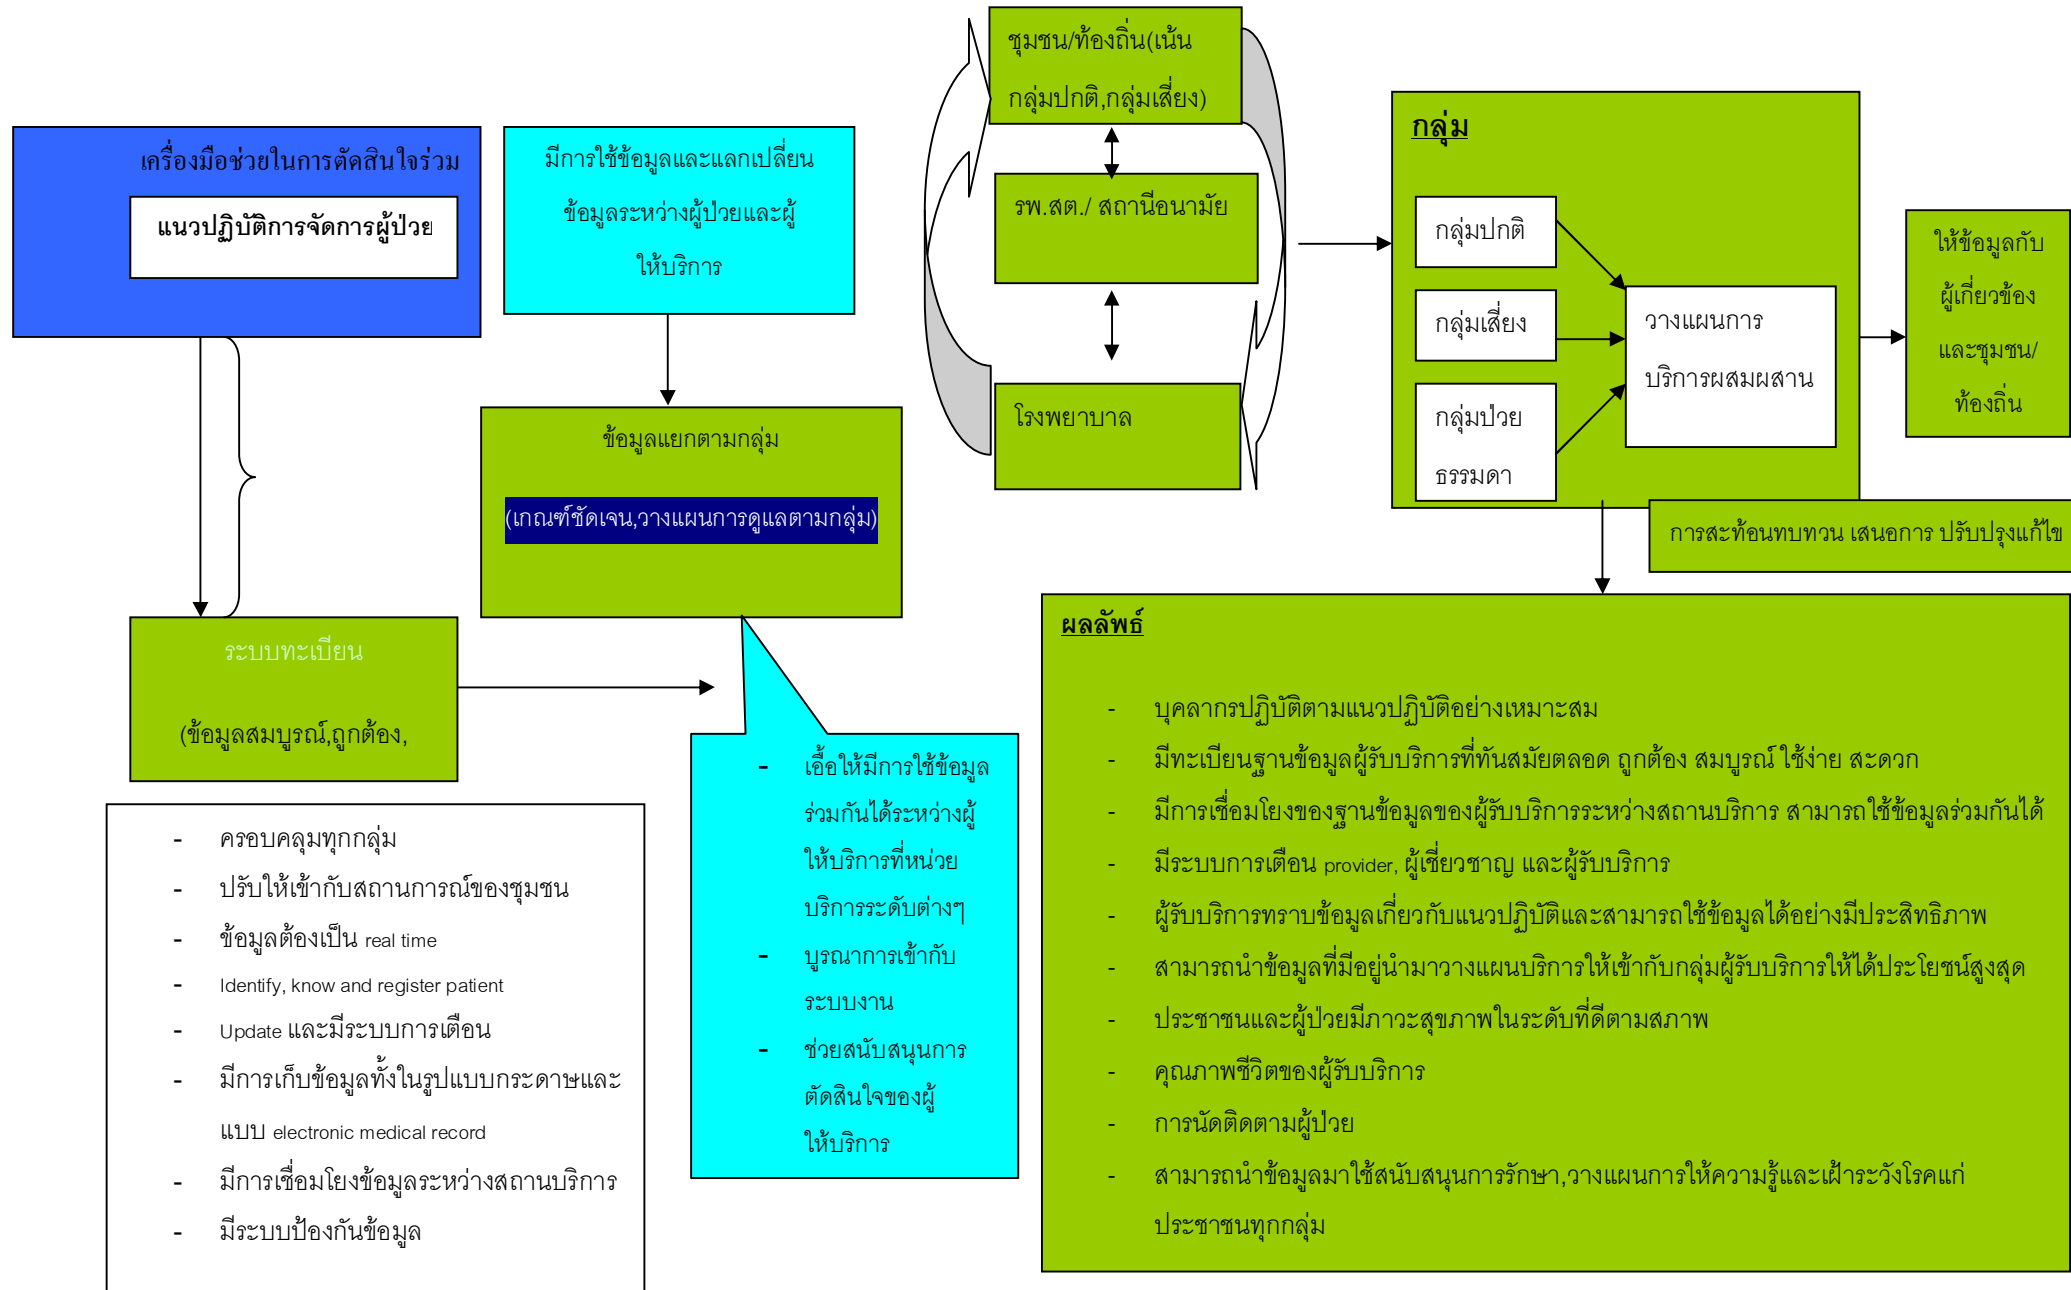 เครื่องมือช่วยในการตัดสินใจร่วม
แนวปฏิบัติการจัดการผู้ป่วย
มีการใช้ข้อมูลและแลกเปลี่ยน
ข้อมูลระหว่างผู้ป่วยและผู้
ให้บริการ
ชุมชน/ท้องถิ่น(เน้น
กลุ่มปกติ,กลุ่มเสี่ยง)
รพ.สต./ สถานีอนามัย
โรงพยาบาล
กลุ่ม
กลุ่มปกติ
กลุ่มเสี่ยง
กลุ่มป่วย
ธรรมดา
วางแผนการ
บริการผสมผสาน
ให้ข้อมูลกับ
ผู้เกี่ยวข้อง
และชุมชน/
ท้องถิ่น
ข้อมูลแยกตามกลุ่ม
(เกณฑ์ชัดเจน,วางแผนการดูแลตามกลุ่ม)
การสะท้อนทบทวน เสนอการ ปรับปรุงแก้ไข
ระบบทะเบียน
(ข้อมูลสมบูรณ์,ถูกต้อง,
- ครอบคลุมทุกกลุ่ม
- ปรับให้เข้ากับสถานการณ์ของชุมชน
- ข้อมูลต้องเป็น real time
- Identify, know and register patient
- Update และมีระบบการเตือน
- มีการเก็บข้อมูลทั้งในรูปแบบกระดาษและ
แบบ electronic medical record
- มีการเชื่อมโยงข้อมูลระหว่างสถานบริการ
- มีระบบป้องกันข้อมูล
- เอื้อให้มีการใช้ข้อมูล
ร่วมกันได้ระหว่างผู้
ให้บริการที่หน่วย
บริการระดับต่างๆ
- บูรณาการเข้ากับ
ระบบงาน
- ช่วยสนับสนุนการ
ตัดสินใจของผู้
ให้บริการ
ผลลัพธ์
- บุคลากรปฏิบัติตามแนวปฏิบัติอย่างเหมาะสม
- มีทะเบียนฐานข้อมูลผู้รับบริการที่ทันสมัยตลอด ถูกต้อง สมบูรณ์ ใช้ง่าย สะดวก
- มีการเชื่อมโยงของฐานข้อมูลของผู้รับบริการระหว่างสถานบริการ สามารถใช้ข้อมูลร่วมกันได้
- มีระบบการเตือน provider, ผู้เชี่ยวชาญ และผู้รับบริการ
- ผู้รับบริการทราบข้อมูลเกี่ยวกับแนวปฏิบัติและสามารถใช้ข้อมูลได้อย่างมีประสิทธิภาพ
- สามารถนำข้อมูลที่มีอยู่นำมาวางแผนบริการให้เข้ากับกลุ่มผู้รับบริการให้ได้ประโยชน์สูงสุด
- ประชาชนและผู้ป่วยมีภาวะสุขภาพในระดับที่ดีตามสภาพ
- คุณภาพชีวิตของผู้รับบริการ
- การนัดติดตามผู้ป่วย
- สามารถนำข้อมูลมาใช้สนับสนุนการรักษา,วางแผนการให้ความรู้และเฝ้าระวังโรคแก่
ประชาชนทุกกลุ่ม